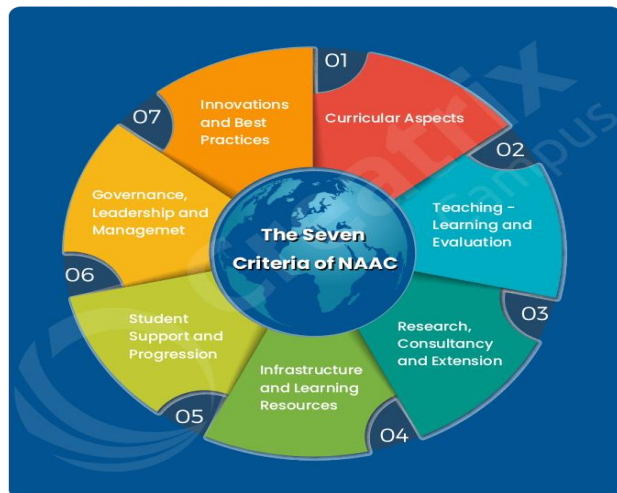 The Seven
Criteria of NAAC
01
Curricular Aspects
02
Teaching -
Learning and
Evaluation
03
Research,
Consultancy
and Extension
04
Infrastructure
and Learning
Resources
05
Student
Support and
Progression
06
Governance,
Leadership and
Managemet
07
Innovations
and Best
Practices
Creatrix
Campus